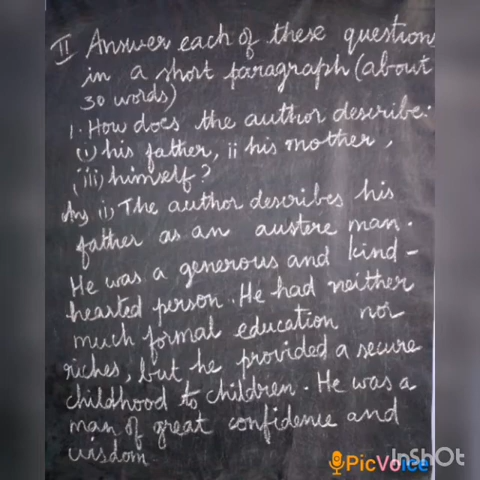 II Answer each of these question
in a short paragraph (about
30 words)
1. How does the author describe:
(i) his father, ii his mother,
(iii) himself?
Ans (i) The author describes his
father as an austere man.
He was a generous and kind-
hearted person. He had neither
much formal education nor
riches, but he provided a secure
childhood to children. He was a
man of great confidence and
wisdom
InShOt
PicVoice